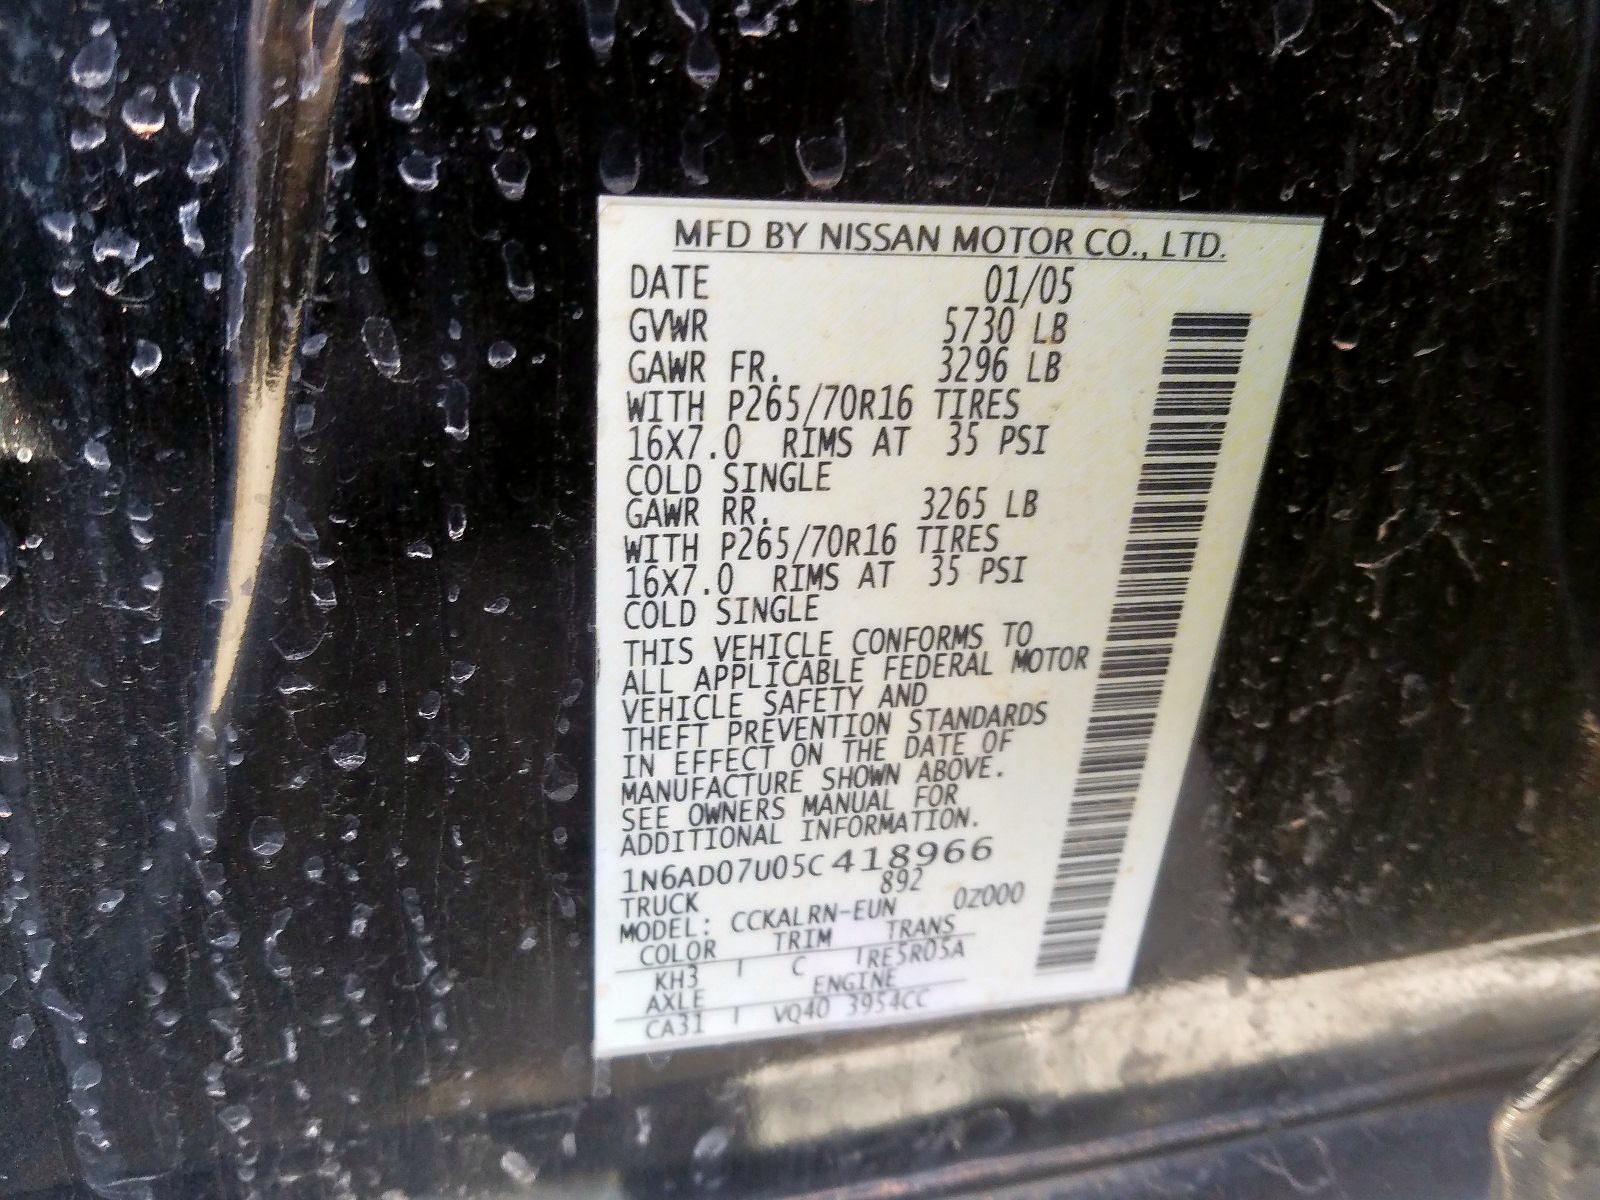 MFD BY NISSAN MOTOR CO., LTD.
DATE 01/05
GVWR 5730 LB
GAWR FR. 3296 LB
WITH P265/70R16 TIRES
16X7.0 RIMS AT 35 PSI
COLD SINGLE
GAWR RR. 3265 LB
WITH P265/70R16 TIRES
16X7.0 RIMS AT 35 PSI
COLD SINGLE
THIS VEHICLE CONFORMS TO
ALL APPLICABLE FEDERAL MOTOR
VEHICLE SAFETY AND
THEFT PREVENTION STANDARDS
IN EFFECT ON THE DATE OF
MANUFACTURE SHOWN ABOVE.
SEE OWNERS MANUAL FOR
ADDITIONAL INFORMATION.
1N6AD07U05C418966
TRUCK 892
MODEL: CCKALRN-EUN 0Z000
COLOR TRIM TRANS
KH3 C RE5R05A
AXLE ENGINE
CA31 VQ40 3954CC